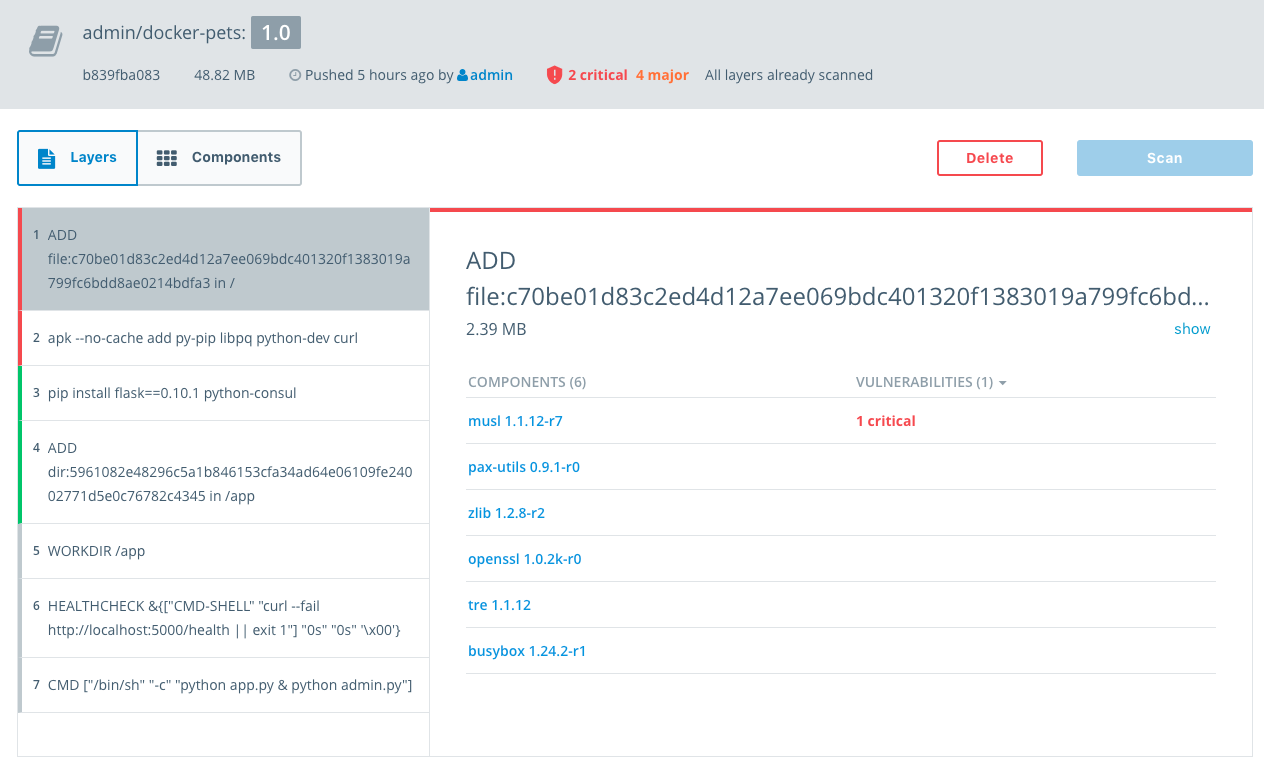 admin/docker-pets: 1.0
b839fba083 48.82 MB Pushed 5 hours ago by admin 2 critical 4 major All layers already scanned
Layers Components Delete Scan
1 ADD
file:c70be01d83c2ed4d12a7ee069bdc401320f1383019a
799fc6bdd8ae0214bdfa3 in /
2 apk --no-cache add py-pip libpq python-dev curl
3 pip install flask==0.10.1 python-consul
4 ADD
dir:5961082e48296c5a1b846153cfa34ad64e06109fe240
02771d5e0c76782c4345 in /app
5 WORKDIR /app
6 HEALTHCHECK &{["CMD-SHELL" "curl --fail
http://localhost:5000/health || exit 1"] "0s" "0s" '\x00'}
7 CMD ["/bin/sh" "-c" "python app.py & python admin.py"]
ADD
file:c70be01d83c2ed4d12a7ee069bdc401320f1383019a799fc6bd...
2.39 MB show
COMPONENTS (6) VULNERABILITIES (1)
musl 1.1.12-r7 1 critical
pax-utils 0.9.1-r0
zlib 1.2.8-r2
openssl 1.0.2k-r0
tre 1.1.12
busybox 1.24.2-r1